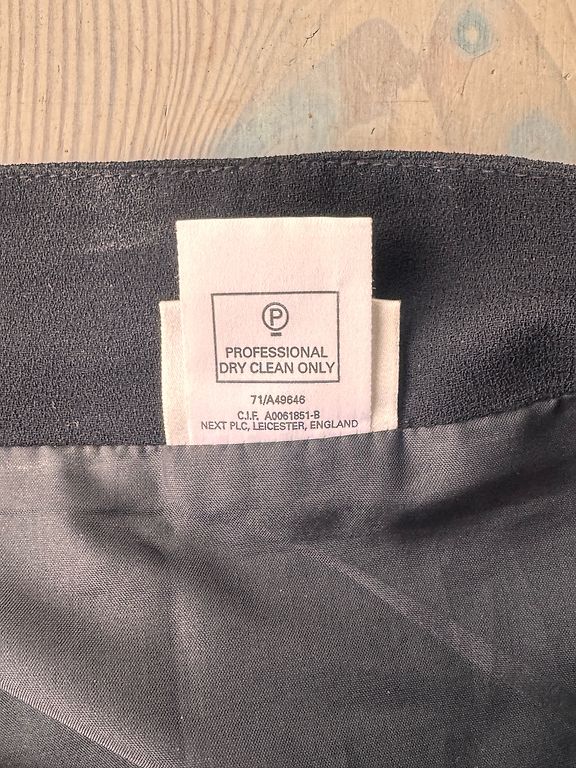 P
PROFESSIONAL
DRY CLEAN ONLY
71/A49646
C.I.F. A0061851-B
NEXT PLC, LEICESTER, ENGLAND